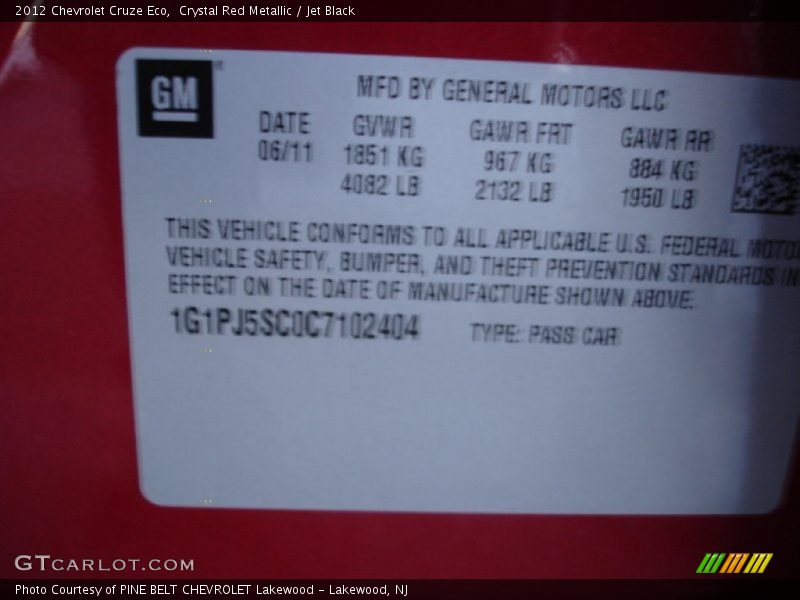 2012 Chevrolet Cruze Eco,  Crystal Red Metallic / Jet Black
GM
MFD BY GENERAL MOTORS LLC
DATE GVWR GAWR FRT GAWR RR
06/11 1851 KG 967 KG 884 KG
4082 LB 2132 LB 1950 LB
THIS VEHICLE CONFORMS TO ALL APPLICABLE U.S. FEDERAL MOTO
VEHICLE SAFETY, BUMPER, AND THEFT PREVENTION STANDARDS IN
EFFECT ON THE DATE OF MANUFACTURE SHOWN ABOVE.
1G1PJ5SC0C7102404 TYPE: PASS CAR
GTCARLOT.COM
Photo Courtesy of PINE BELT CHEVROLET Lakewood - Lakewood, NJ